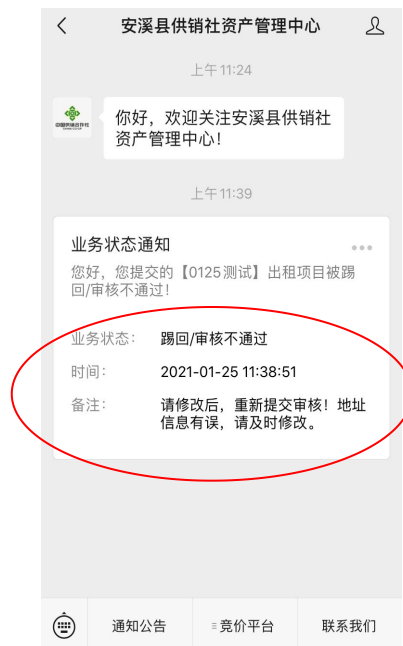 安溪县供销社资产管理中心
上午 11:24
你好，欢迎关注安溪县供销社
资产管理中心！
上午 11:39
业务状态通知
您好，您提交的【0125测试】出租项目被踢
回/审核不通过！
业务状态： 踢回/审核不通过
时间： 2021-01-25 11:38:51
备注： 请修改后，重新提交审核！地址
信息有误，请及时修改。
通知公告 竞价平台 联系我们